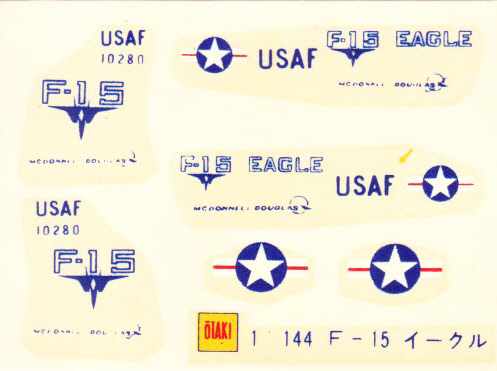 USAF
10280
F-15
MCDONNELL DOUGLAS
USAF
F-15 EAGLE
MCDONNELL DOUGLAS
F-15 EAGLE
USAF
MCDONNELL DOUGLAS
USAF
10280
F-15
MCDONNELL DOUGLAS
OTAKI
1 144 F-15 イークル